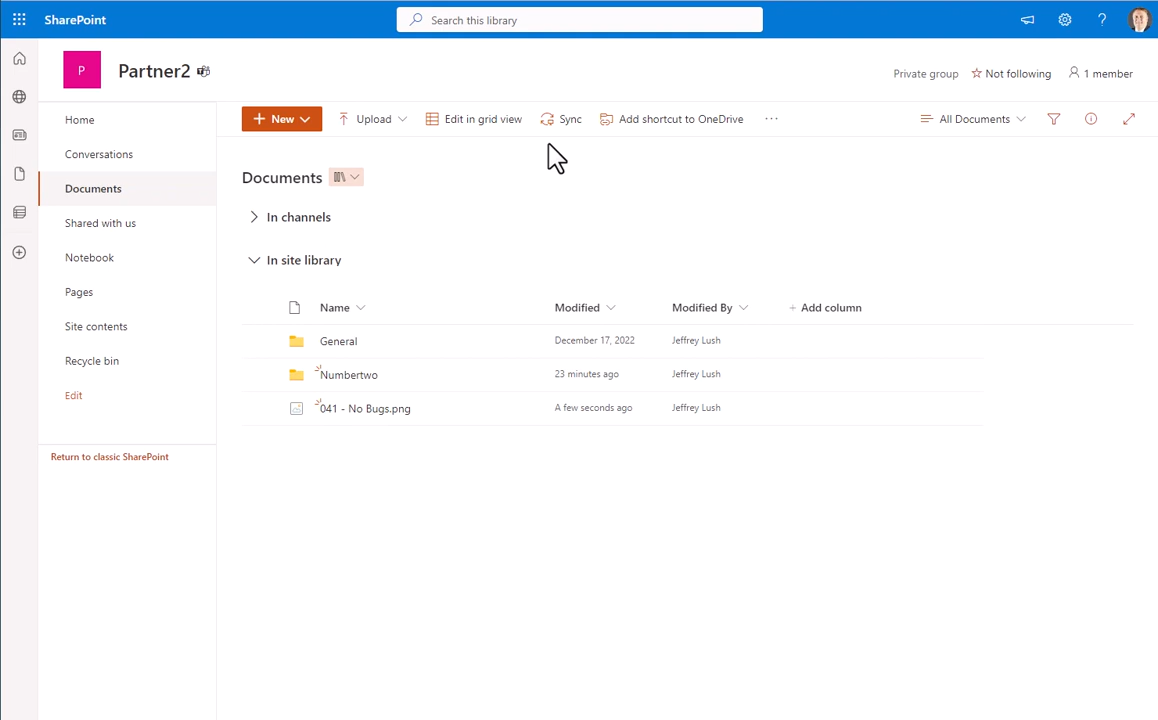 SharePoint
Search this library
?
P
Partner2
Private group
Not following
1 member
Home
Conversations
Documents
Shared with us
Notebook
Pages
Site contents
Recycle bin
Edit
Return to classic SharePoint
+ New
Upload
Edit in grid view
Sync
Add shortcut to OneDrive
...
All Documents
Documents
In channels
In site library
Name Modified Modified By + Add column
General December 17, 2022 Jeffrey Lush
Numbertwo 23 minutes ago Jeffrey Lush
041 - No Bugs.png A few seconds ago Jeffrey Lush